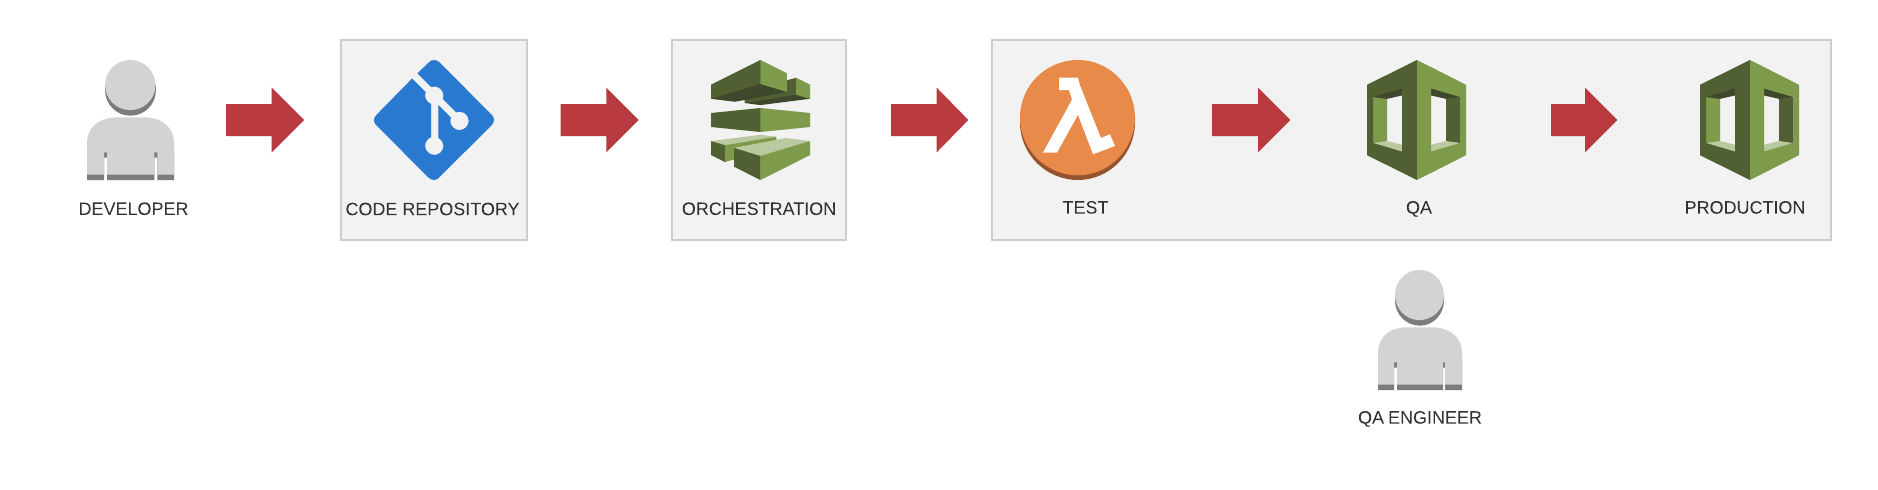 DEVELOPER
CODE REPOSITORY
ORCHESTRATION
TEST
QA
PRODUCTION
QA ENGINEER